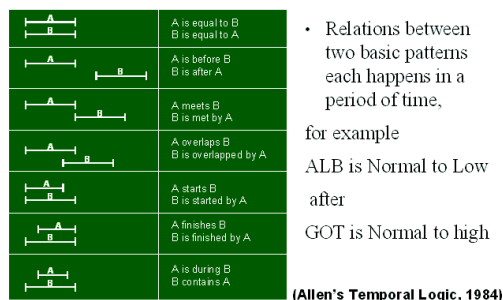 A
B
A is equal to B
B is equal to A
A
B
A is before B
B is after A
A
B
A meets B
B is met by A
A
B
A overlaps B
B is overlapped by A
A
B
A starts B
B is started by A
A
B
A finishes B
B is finished by A
A
B
A is during B
B contains A
• Relations between
two basic patterns
each happens in a
period of time,
for example
ALB is Normal to Low
after
GOT is Normal to high
(Allen's Temporal Logic, 1984)